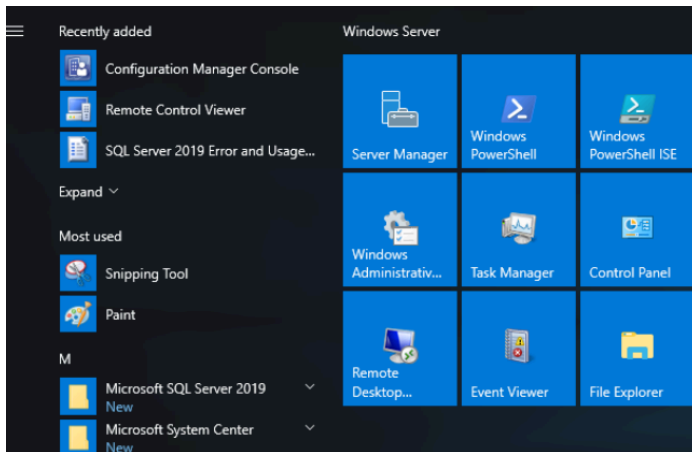 Recently added
Configuration Manager Console
Remote Control Viewer
SQL Server 2019 Error and Usage...
Expand
Most used
Snipping Tool
Paint
M
Microsoft SQL Server 2019
New
Microsoft System Center
New
Windows Server
Server Manager
Windows
PowerShell
Windows
PowerShell ISE
Windows
Administrativ...
Task Manager
Control Panel
Remote
Desktop...
Event Viewer
File Explorer